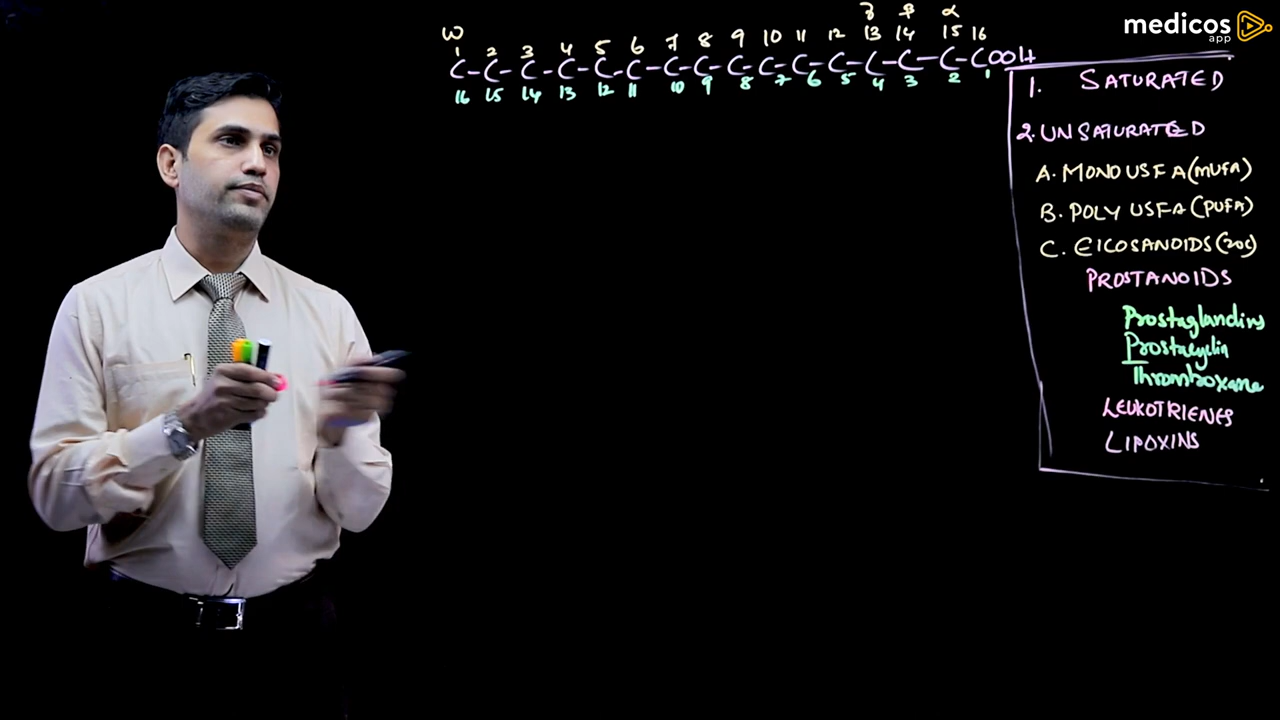 medicos
app
γ β α
ω
1 2 3 4 5 6 7 8 9 10 11 12 13 14 15 16
C-C-C-C-C-C-C-C-C-C-C-C-C-C-C-COOH
16 15 14 13 12 11 10 9 8 7 6 5 4 3 2 1
1. SATURATED
2. UNSATURATED
A. MONO USFA (MUFA)
B. POLY USFA (PUFA)
C. EICOSANOIDS (20C)
PROSTANOIDS
Prostaglandins
Prostacyclin
Thromboxane
LEUKOTRIENES
LIPOXINS